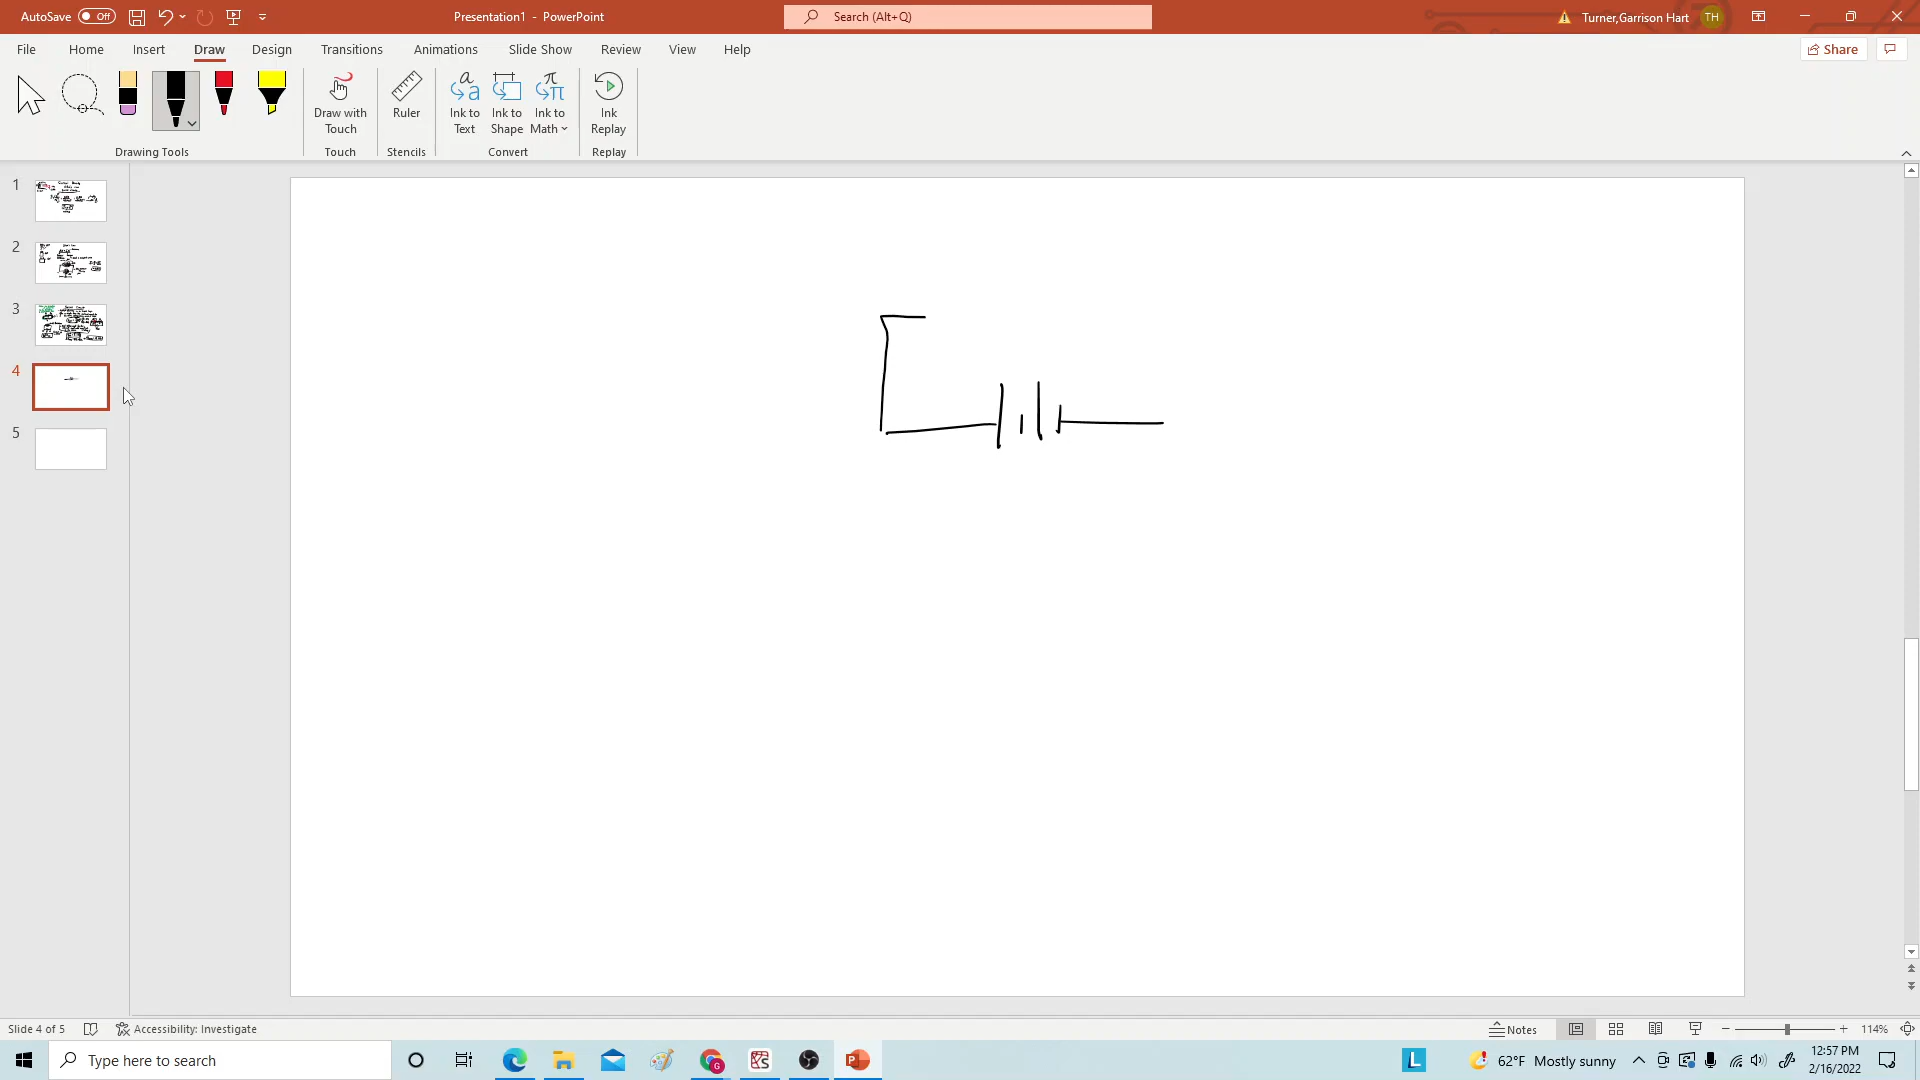 AutoSave Off Presentation1 - PowerPoint Search (Alt+Q) Turner,Garrison Hart TH
File Home Insert Draw Design Transitions Animations Slide Show Review View Help Share
a a π π
Draw with Touch
Ruler
Ink to Text
Ink to Shape
Ink to Math
Ink Replay
Drawing Tools Touch Stencils Convert Replay
1
2
3
4
5
Slide 4 of 5 Accessibility: Investigate Notes 114%
Type here to search L 62°F Mostly sunny 12:57 PM
2/16/2022